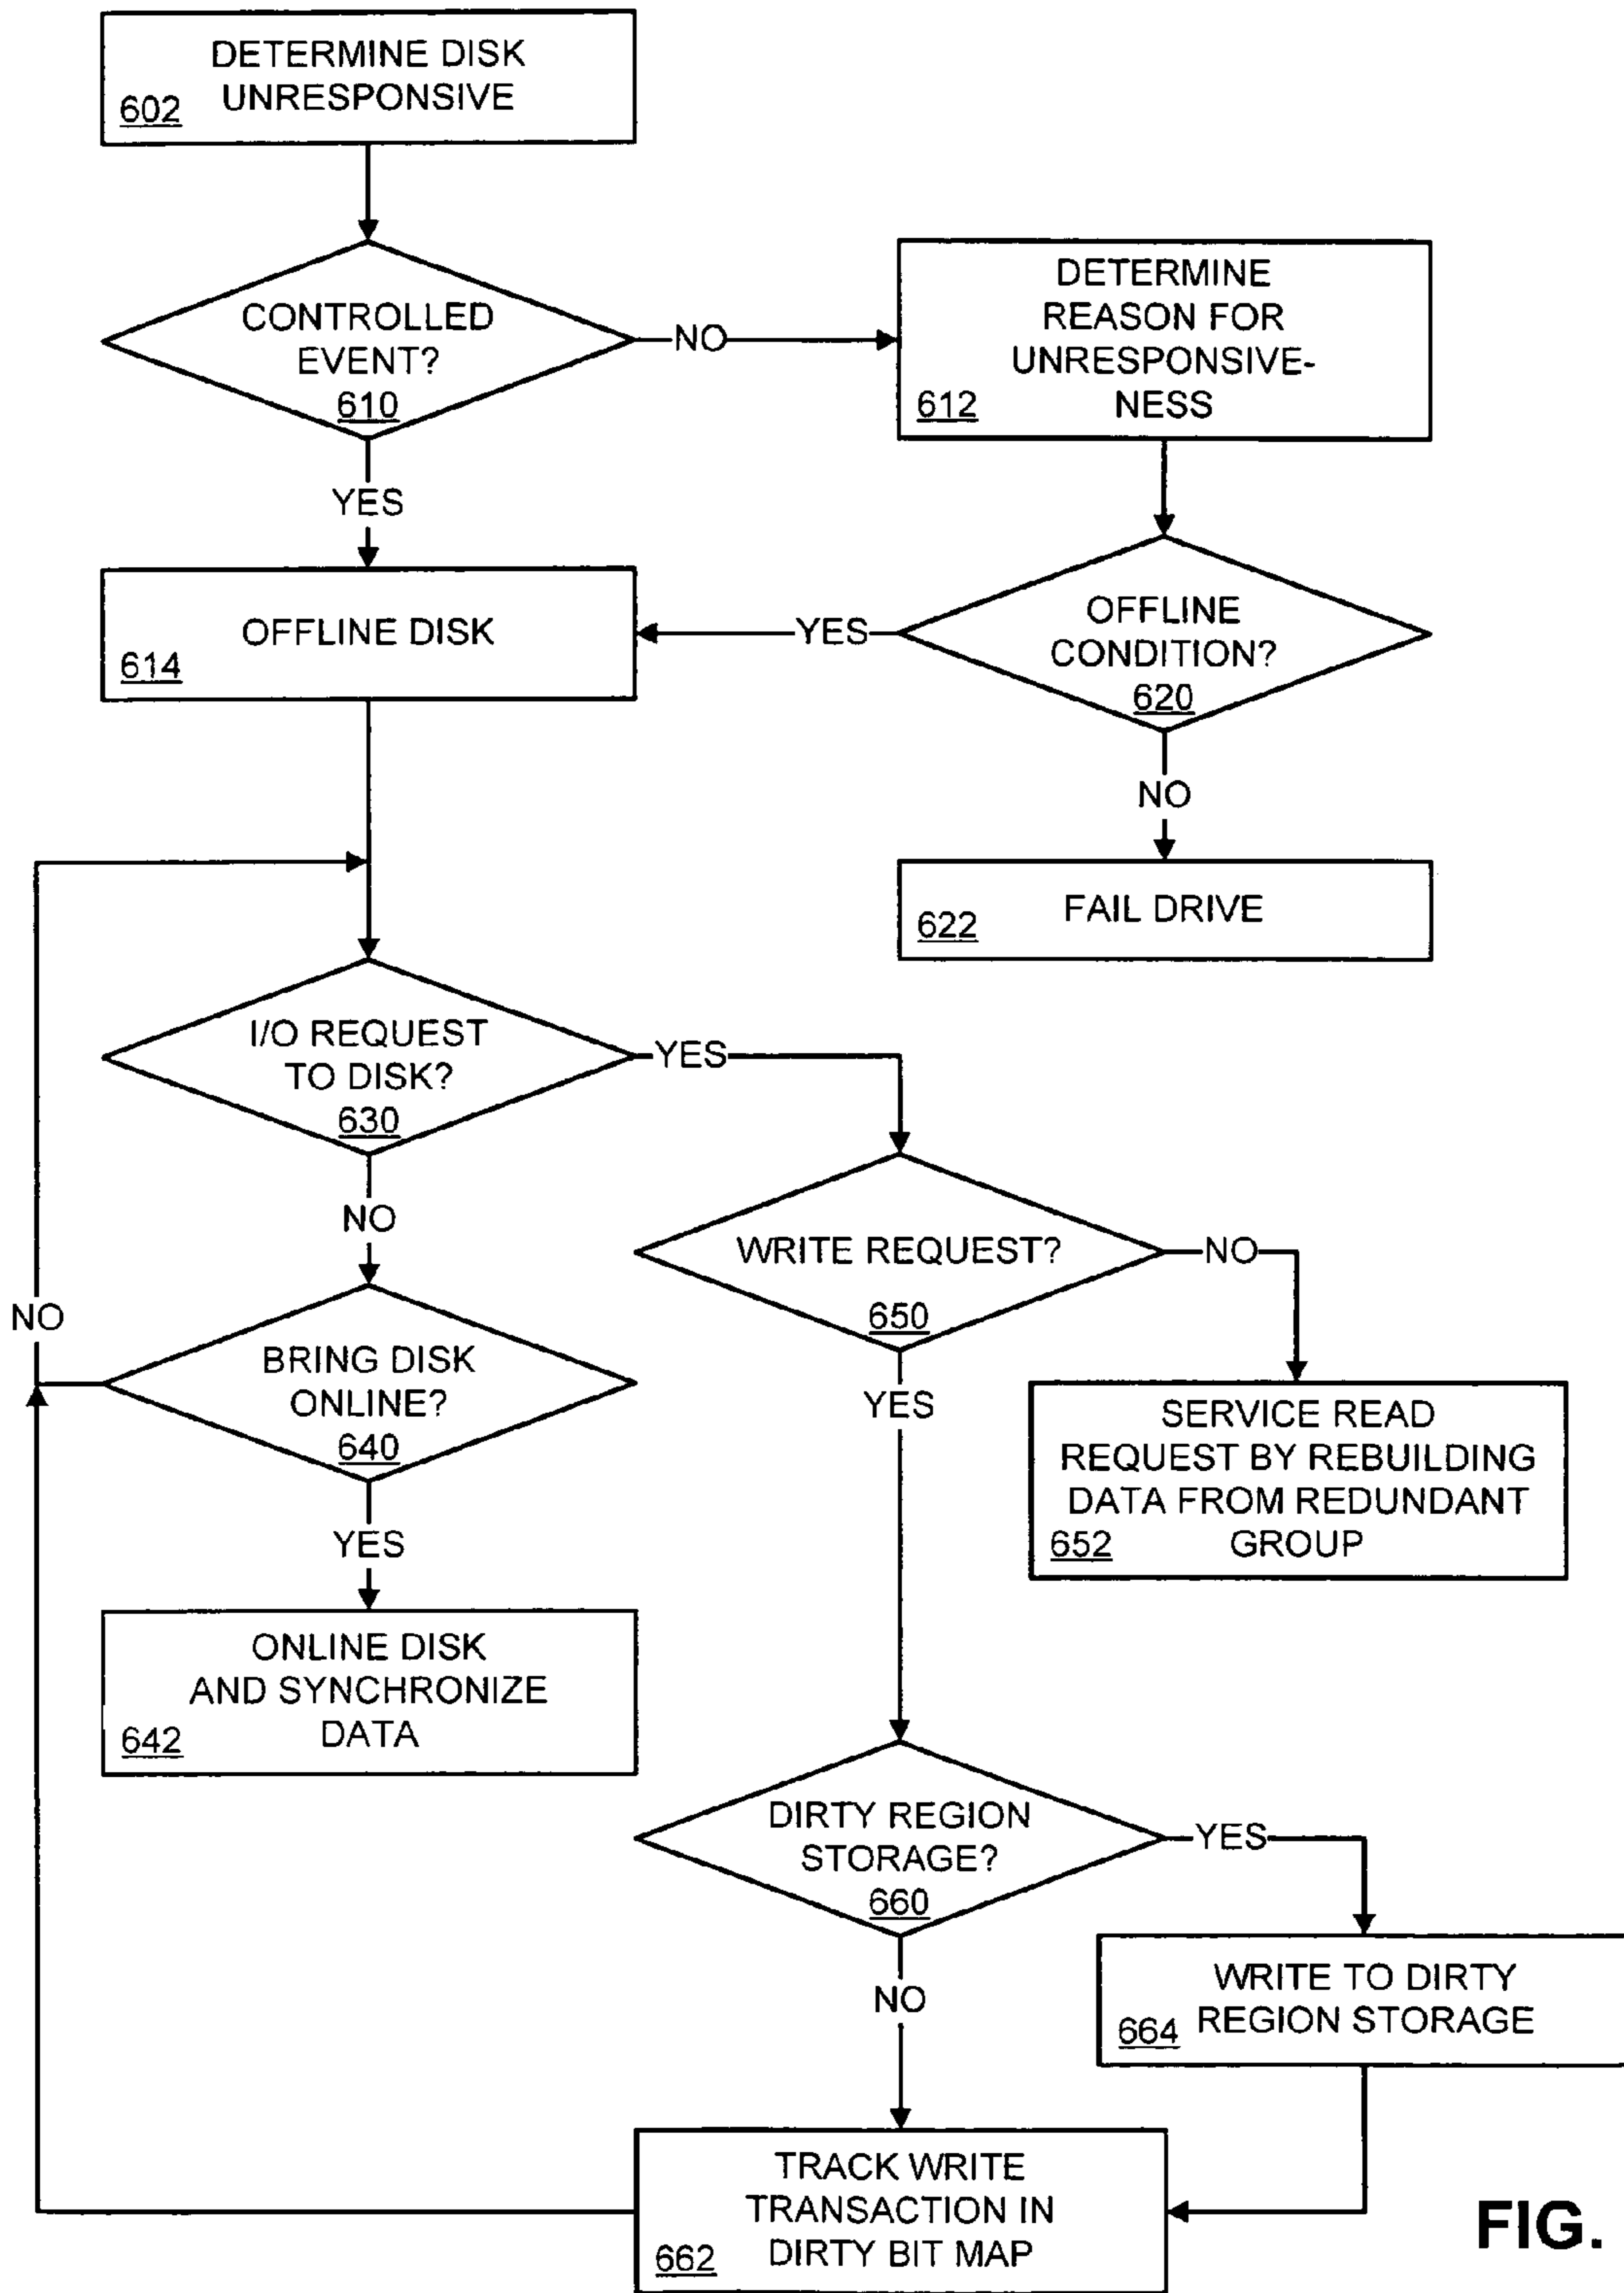 DETERMINE DISK
UNRESPONSIVE
602
CONTROLLED
EVENT?
610
NO
DETERMINE
REASON FOR
UNRESPONSIVE-
NESS
612
YES
OFFLINE DISK
614
YES
OFFLINE
CONDITION?
620
NO
FAIL DRIVE
622
I/O REQUEST
TO DISK?
630
YES
NO
WRITE REQUEST?
650
NO
NO
BRING DISK
ONLINE?
640
YES
SERVICE READ
REQUEST BY REBUILDING
DATA FROM REDUNDANT
GROUP
652
YES
ONLINE DISK
AND SYNCHRONIZE
DATA
642
DIRTY REGION
STORAGE?
660
YES
NO
WRITE TO DIRTY
REGION STORAGE
664
TRACK WRITE
TRANSACTION IN
DIRTY BIT MAP
662
FIG.